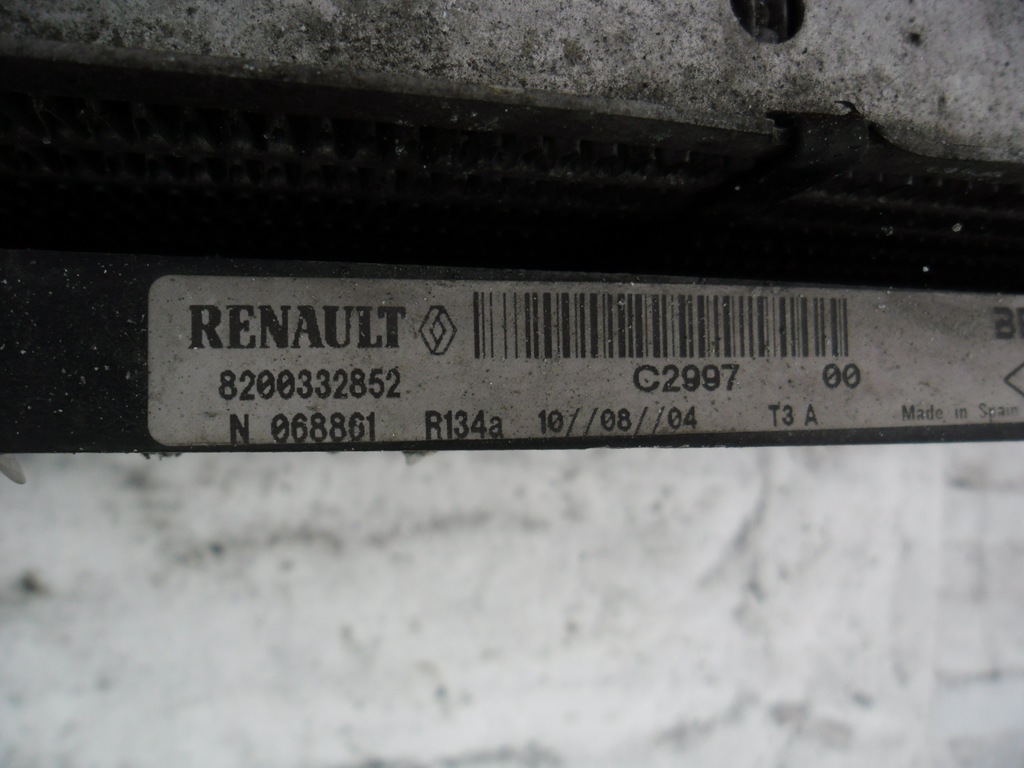 RENAULT
8200332852 C2997 00
N 068861 R134a 10//08//04 T3 A Made in Spain